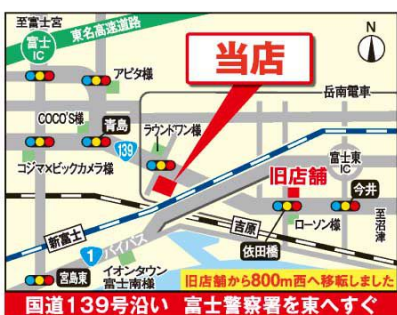 至富士宮
東名高速道路
富士
IC
N
当店
アピタ様
岳南電車
COCO'S様
青島
ラウンドワン様
139
コジマ×ビックカメラ様
富士東
IC
旧店舗
今井
新富士
吉原
ローソン様
至沼津
依田橋
1
バイパス
宮島東
イオンタウン
富士南様
旧店舗から800m西へ移転しました
国道139号沿い 富士警察署を東へすぐ